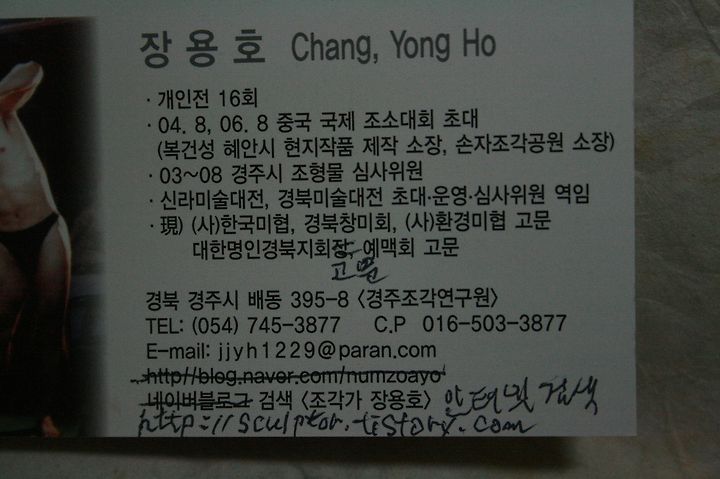 장용호 Chang, Yong Ho
· 개인전 16회
· 04. 8, 06. 8 중국 국제 조소대회 초대
(복건성 혜안시 현지작품 제작 소장, 손자조각공원 소장)
· 03~08 경주시 조형물 심사위원
· 신라미술대전, 경북미술대전 초대·운영·심사위원 역임
· 現) (사)한국미협, 경북창미회, (사)환경미협 고문
대한명인경북지회장, 예맥회 고문
고문
경북 경주시 배동 395-8 <경주조각연구원>
TEL: (054) 745-3877 C.P 016-503-3877
E-mail: jjyh1229@paran.com
http//blog.naver.com/numzoayo
네이버블로그 검색 <조각가 장용호> 인터넷 검색
http://sculptor.tistory.com